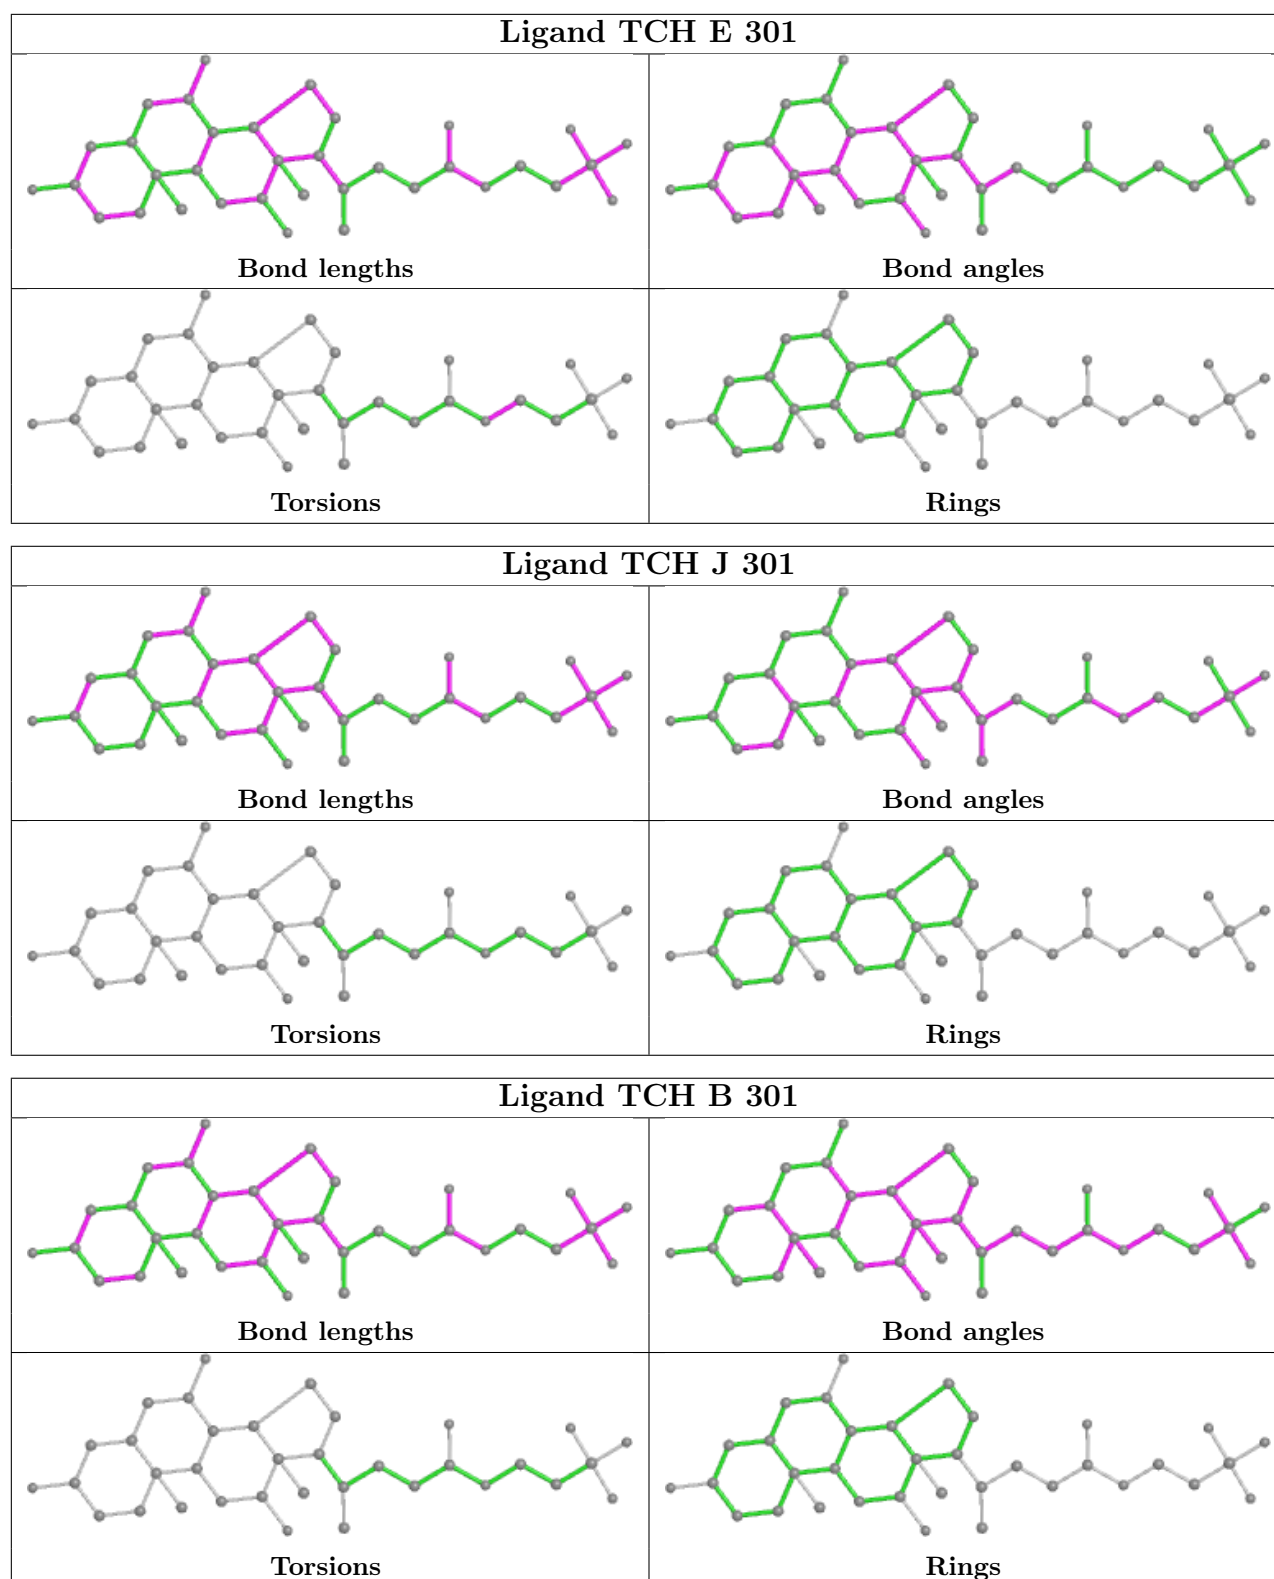 Ligand TCH E 301
Bond lengths
Bond angles
Torsions
Rings
Ligand TCH J 301
Bond lengths
Bond angles
Torsions
Rings
Ligand TCH B 301
Bond lengths
Bond angles
Torsions
Rings